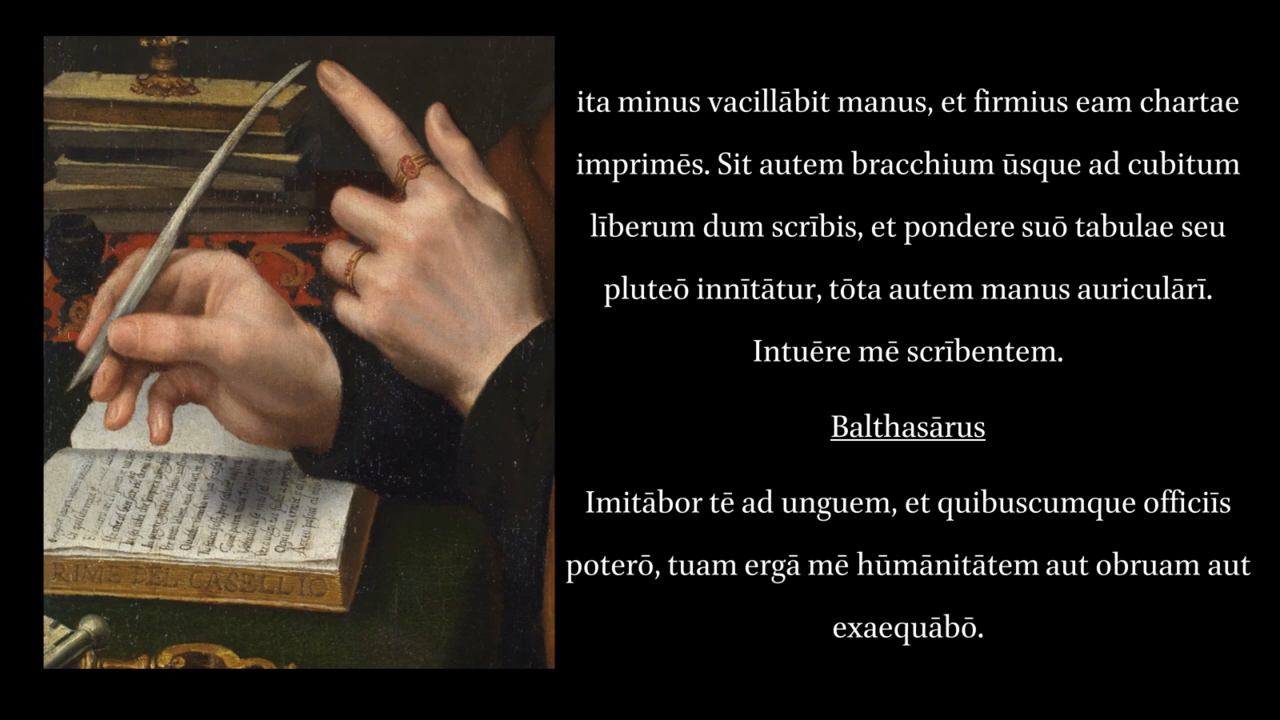 ita minus vacillābit manus, et firmius eam chartae
imprimēs. Sit autem bracchium ūsque ad cubitum
līberum dum scrībis, et pondere suō tabulae seu
pluteō innītātur, tōta autem manus auriculārī.
Intuēre mē scrībentem.
Balthasārus
Imitābor tē ad unguem, et quibuscumque officiīs
poterō, tuam ergā mē hūmānitātem aut obruam aut
exaequābō.
RIME DEL CASELLIO